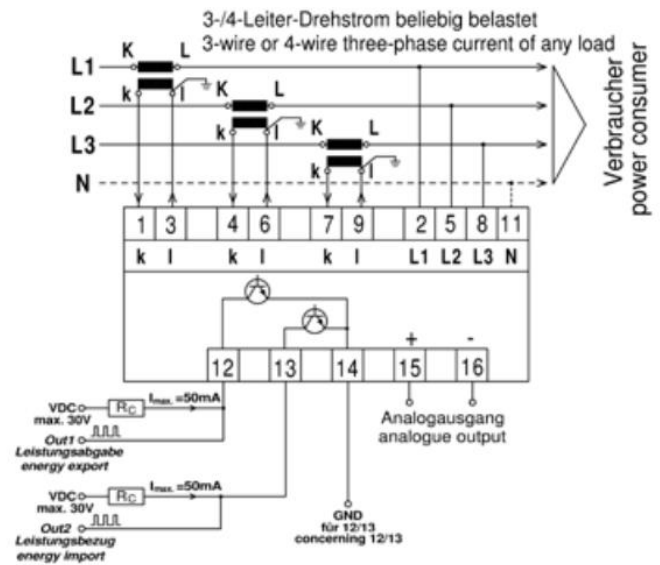 3-/4-Leiter-Drehstrom beliebig belastet
3-wire or 4-wire three-phase current of any load
K L
L1
k l
K L
L2
k l
K L
L3
k l
N
Verbraucher
power consumer
1 3 4 6 7 9 2 5 8 11
k l k l k l L1 L2 L3 N
+ -
12 13 14 15 16
VDC RC Imax. =50mA
max. 30V
Out1
Leistungsabgabe
energy export
Analogausgang
analogue output
VDC RC Imax. =50mA
max. 30V
Out2
Leistungsbezug
energy import
GND
für 12/13
concerning 12/13